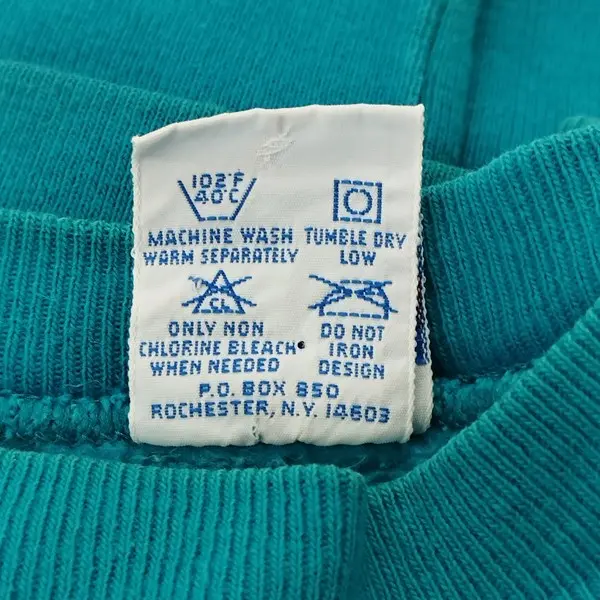 102°F
40°C
MACHINE WASH
WARM SEPARATELY
TUMBLE DRY
LOW
CL
ONLY NON
CHLORINE BLEACH
WHEN NEEDED
DO NOT
IRON
DESIGN
P.O. BOX 850
ROCHESTER, N.Y. 14603